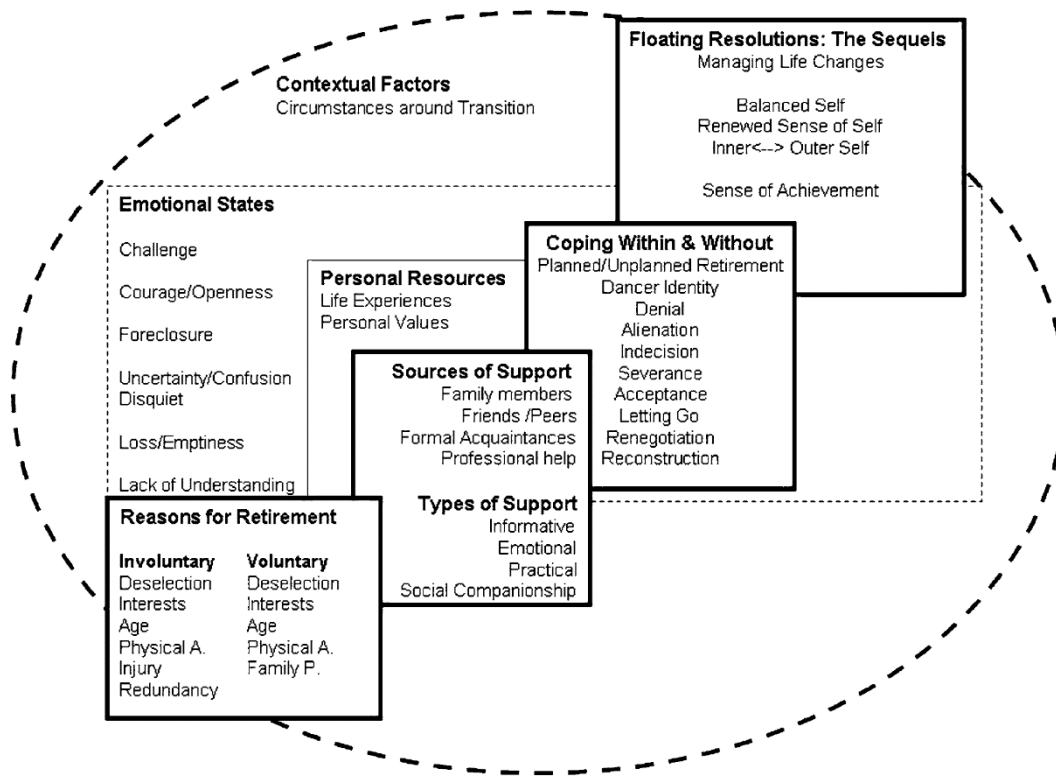 Floating Resolutions: The Sequels
Managing Life Changes
Balanced Self
Renewed Sense of Self
Inner<--> Outer Self
Sense of Achievement
Contextual Factors
Circumstances around Transition
Emotional States
Challenge
Courage/Openness
Foreclosure
Uncertainty/Confusion
Disquiet
Loss/Emptiness
Lack of Understanding
Personal Resources
Life Experiences
Personal Values
Coping Within & Without
Planned/Unplanned Retirement
Dancer Identity
Denial
Alienation
Indecision
Severance
Acceptance
Letting Go
Renegotiation
Reconstruction
Sources of Support
Family members
Friends /Peers
Formal Acquaintances
Professional help
Types of Support
Informative
Emotional
Practical
Social Companionship
Reasons for Retirement
Involuntary
Deselection
Interests
Age
Physical A.
Injury
Redundancy
Voluntary
Deselection
Interests
Age
Physical A.
Family P.